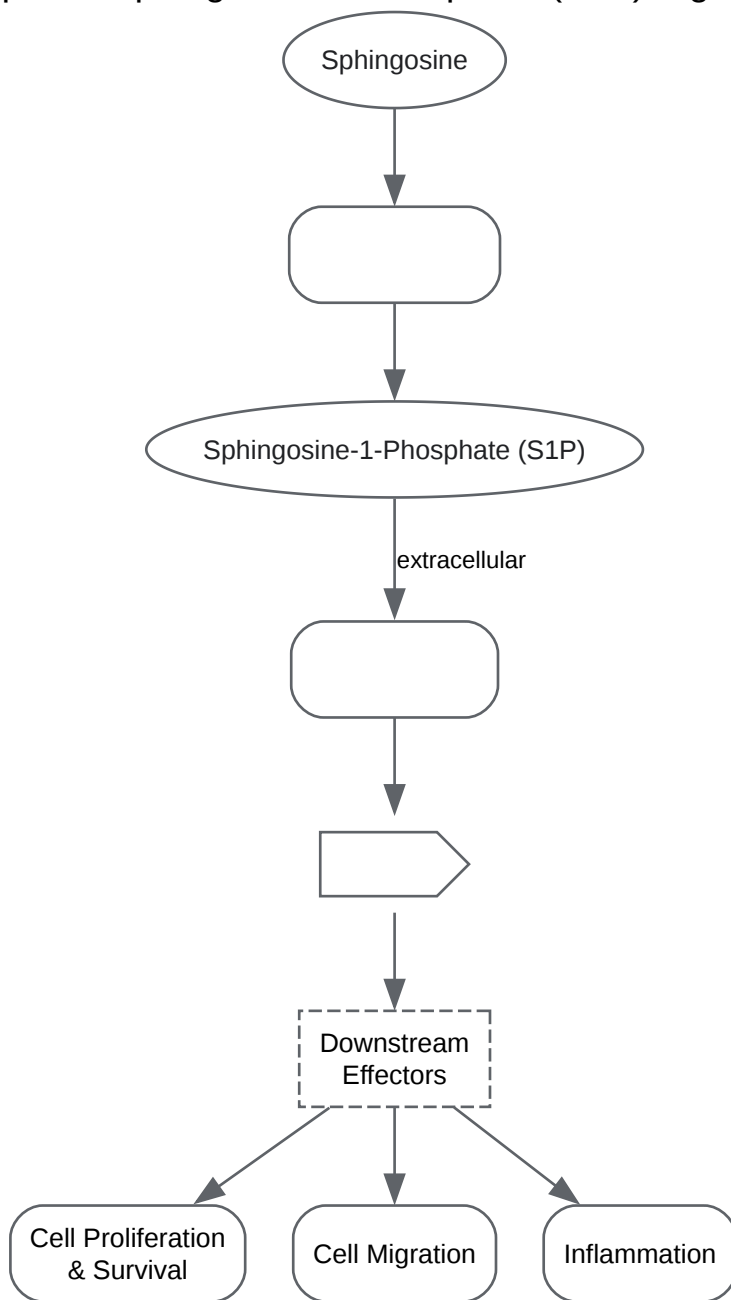 Sphingosine
Sphingosine-1-Phosphate (S1P)
extracellular
Downstream
Effectors
Cell Proliferation
& Survival
Cell Migration
Inflammation